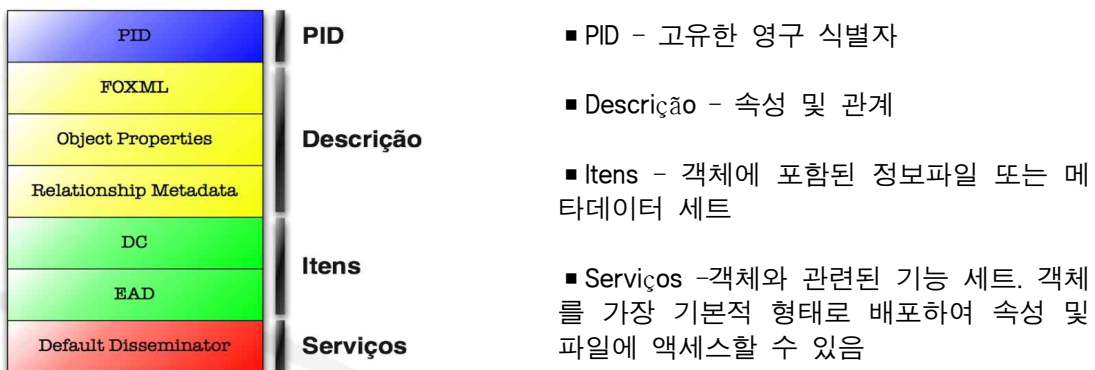 PID
FOXML
Object Properties
Relationship Metadata
DC
EAD
Default Disseminator
PID
Descrição
Itens
Serviços
▪ PID - 고유한 영구 식별자
▪ Descrição - 속성 및 관계
▪ Itens - 객체에 포함된 정보파일 또는 메
타데이터 세트
▪ Serviços -객체와 관련된 기능 세트. 객체
를 가장 기본적 형태로 배포하여 속성 및
파일에 액세스할 수 있음